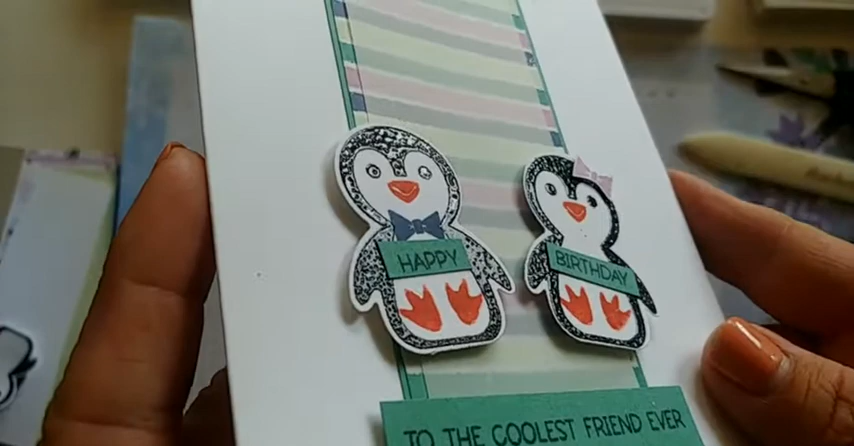 HAPPY
BIRTHDAY
TO THE COOLEST FRIEND EVER